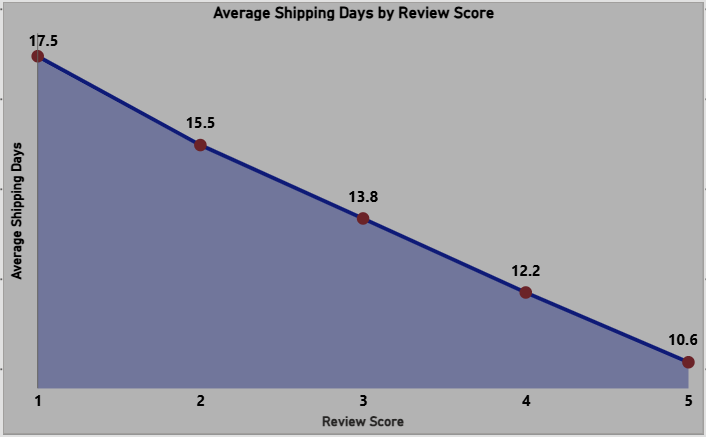 Average Shipping Days by Review Score
17.5
15.5
13.8
12.2
10.6
Average Shipping Days
1 2 3 4 5
Review Score